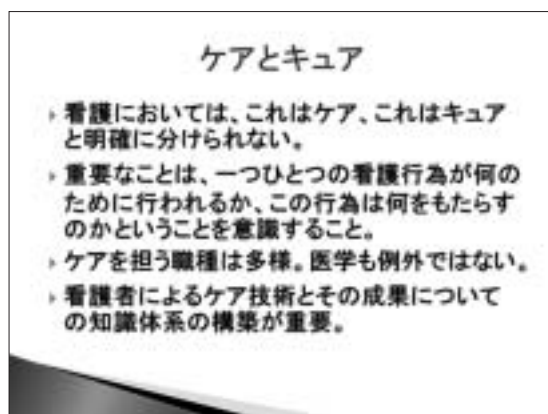 ケアとキュア
看護においては、これはケア、これはキュア
と明確に分けられない。
重要なことは、一つひとつの看護行為が何の
ために行われるか、この行為は何をもたらす
のかということを意識すること。
ケアを担う職種は多様。医学も例外ではない。
看護者によるケア技術とその成果について
の知識体系の構築が重要。